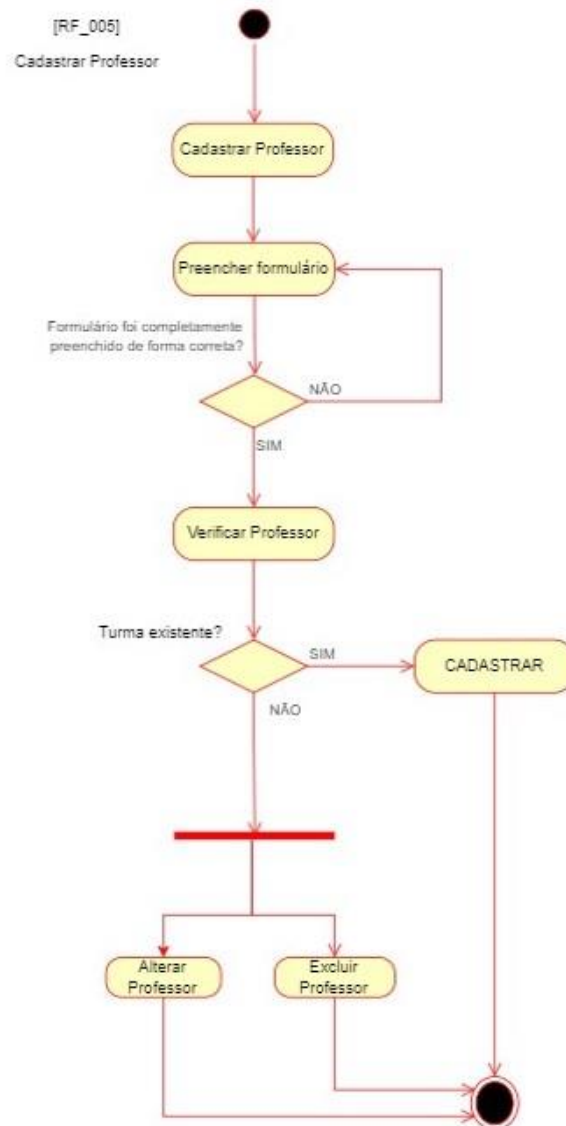 [RF_005]
Cadastrar Professor
Cadastrar Professor
Preencher formulário
Formulário foi completamente
preenchido de forma correta?
NÃO
SIM
Verificar Professor
Turma existente?
SIM
CADASTRAR
NÃO
Alterar
Professor
Excluir
Professor